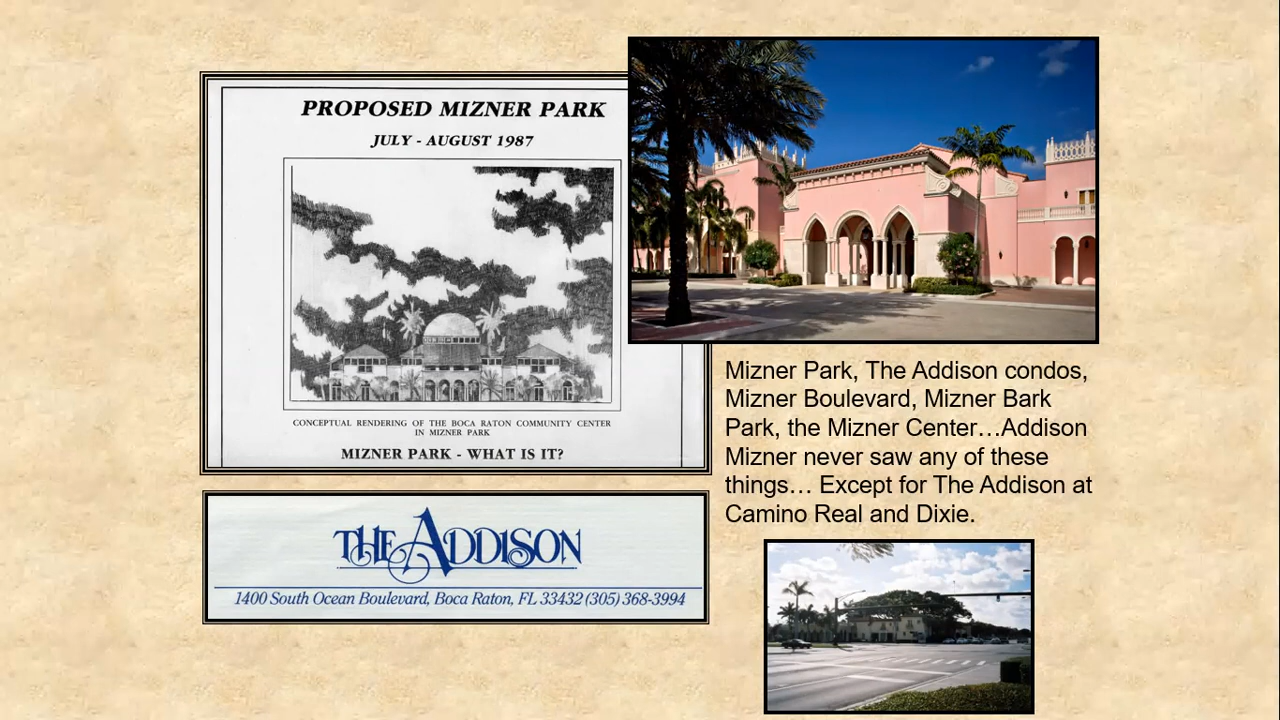 PROPOSED MIZNER PARK
JULY - AUGUST 1987
CONCEPTUAL RENDERING OF THE BOCA RATON COMMUNITY CENTER
IN MIZNER PARK
MIZNER PARK - WHAT IS IT?
THE ADDISON
1400 South Ocean Boulevard, Boca Raton, FL 33432 (305) 368-3994
Mizner Park, The Addison condos,
Mizner Boulevard, Mizner Bark
Park, the Mizner Center…Addison
Mizner never saw any of these
things… Except for The Addison at
Camino Real and Dixie.